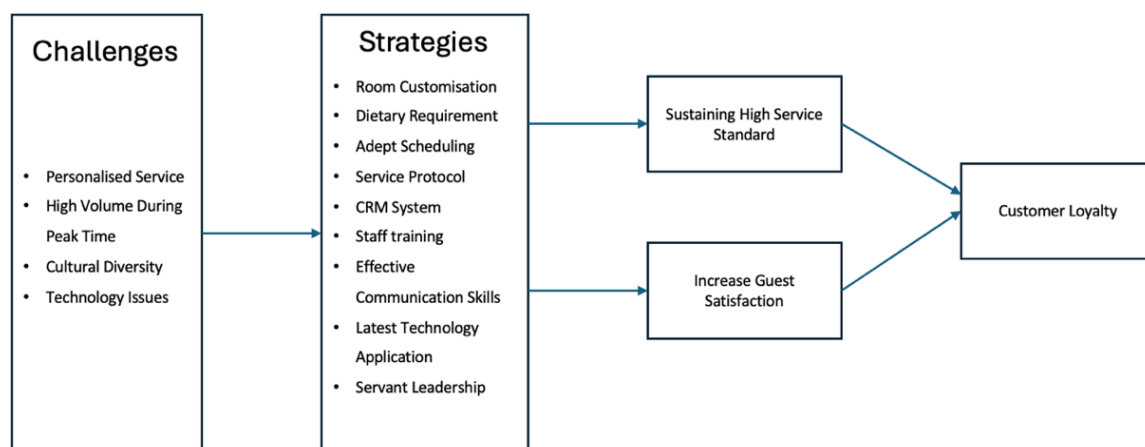 Challenges
• Personalised Service
• High Volume During
Peak Time
• Cultural Diversity
• Technology Issues
Strategies
• Room Customisation
• Dietary Requirement
• Adept Scheduling
• Service Protocol
• CRM System
• Staff training
• Effective
Communication Skills
• Latest Technology
Application
• Servant Leadership
Sustaining High Service
Standard
Increase Guest
Satisfaction
Customer Loyalty